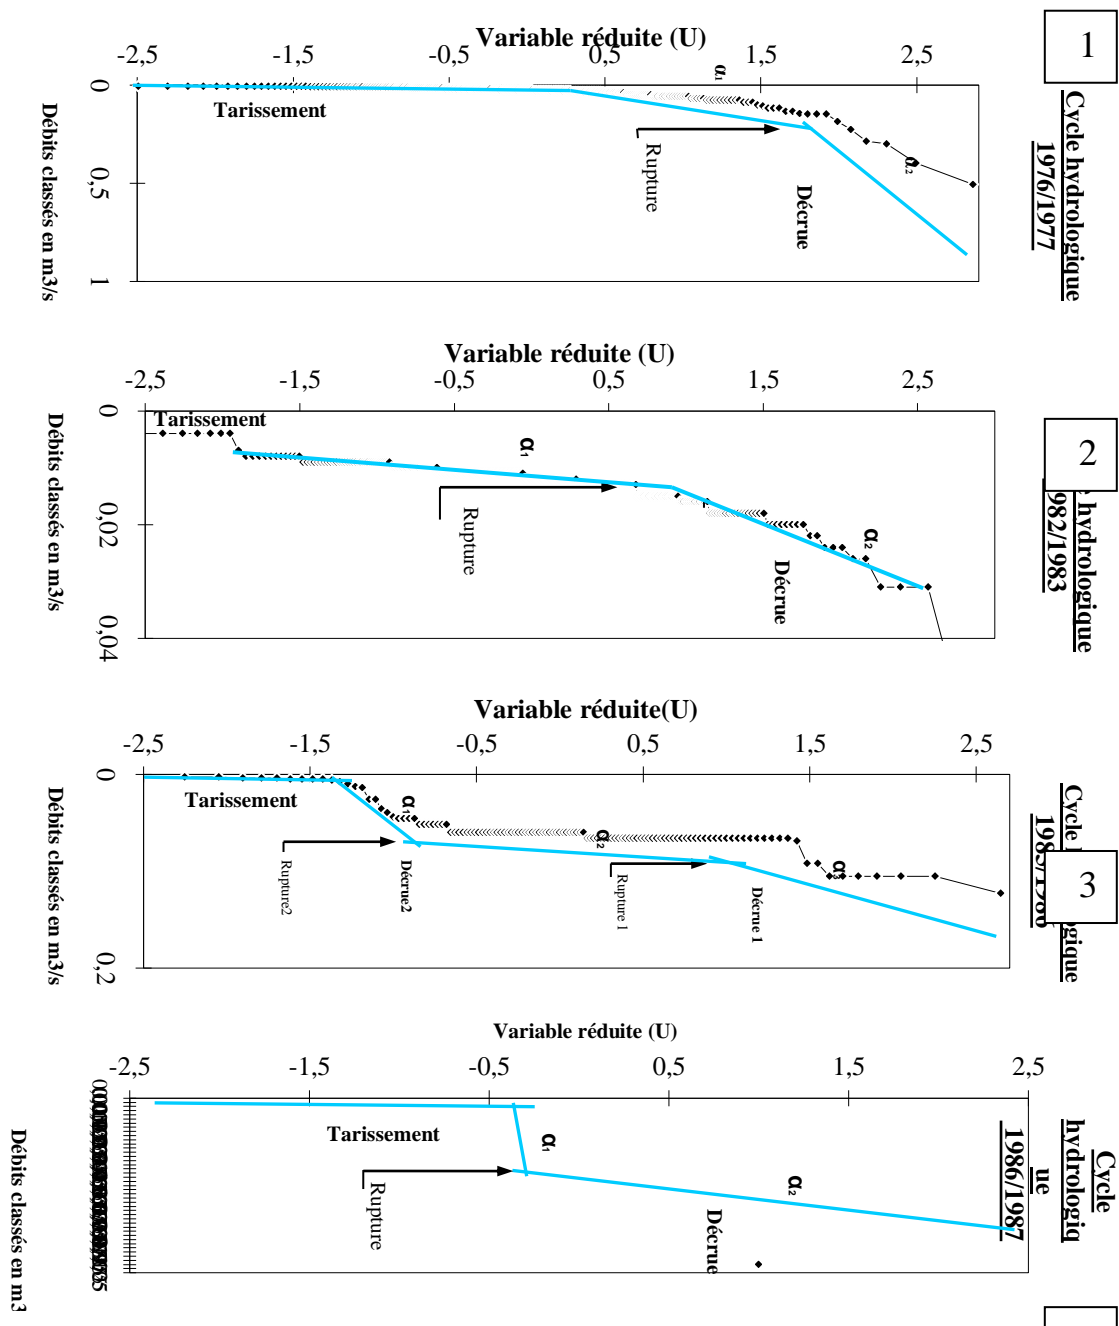 1
Variable réduite (U)
-2,5 -1,5 -0,5 0,5 1,5 2,5
0
0,5
1
Débits classés en m3/s
Tarissement
α1
α2
Rupture
Décrue
Cycle hydrologique
1976/1977
2
Variable réduite (U)
-2,5 -1,5 -0,5 0,5 1,5 2,5
0
0,02
0,04
Débits classés en m3/s
Tarissement
α1
α2
Rupture
Décrue
hydrologique
982/1983
3
Variable réduite(U)
-2,5 -1,5 -0,5 0,5 1,5 2,5
0
0,2
Débits classés en m3/s
Tarissement
α1
α2
α
Rupture2
Décrue2
Rupture 1
Décrue 1
Cycle
gique
Variable réduite (U)
-2,5 -1,5 -0,5 0,5 1,5 2,5
Débits classés en m3
Tarissement
α1
α2
Rupture
Décrue
Cycle
hydrologiq
ue
1986/1987